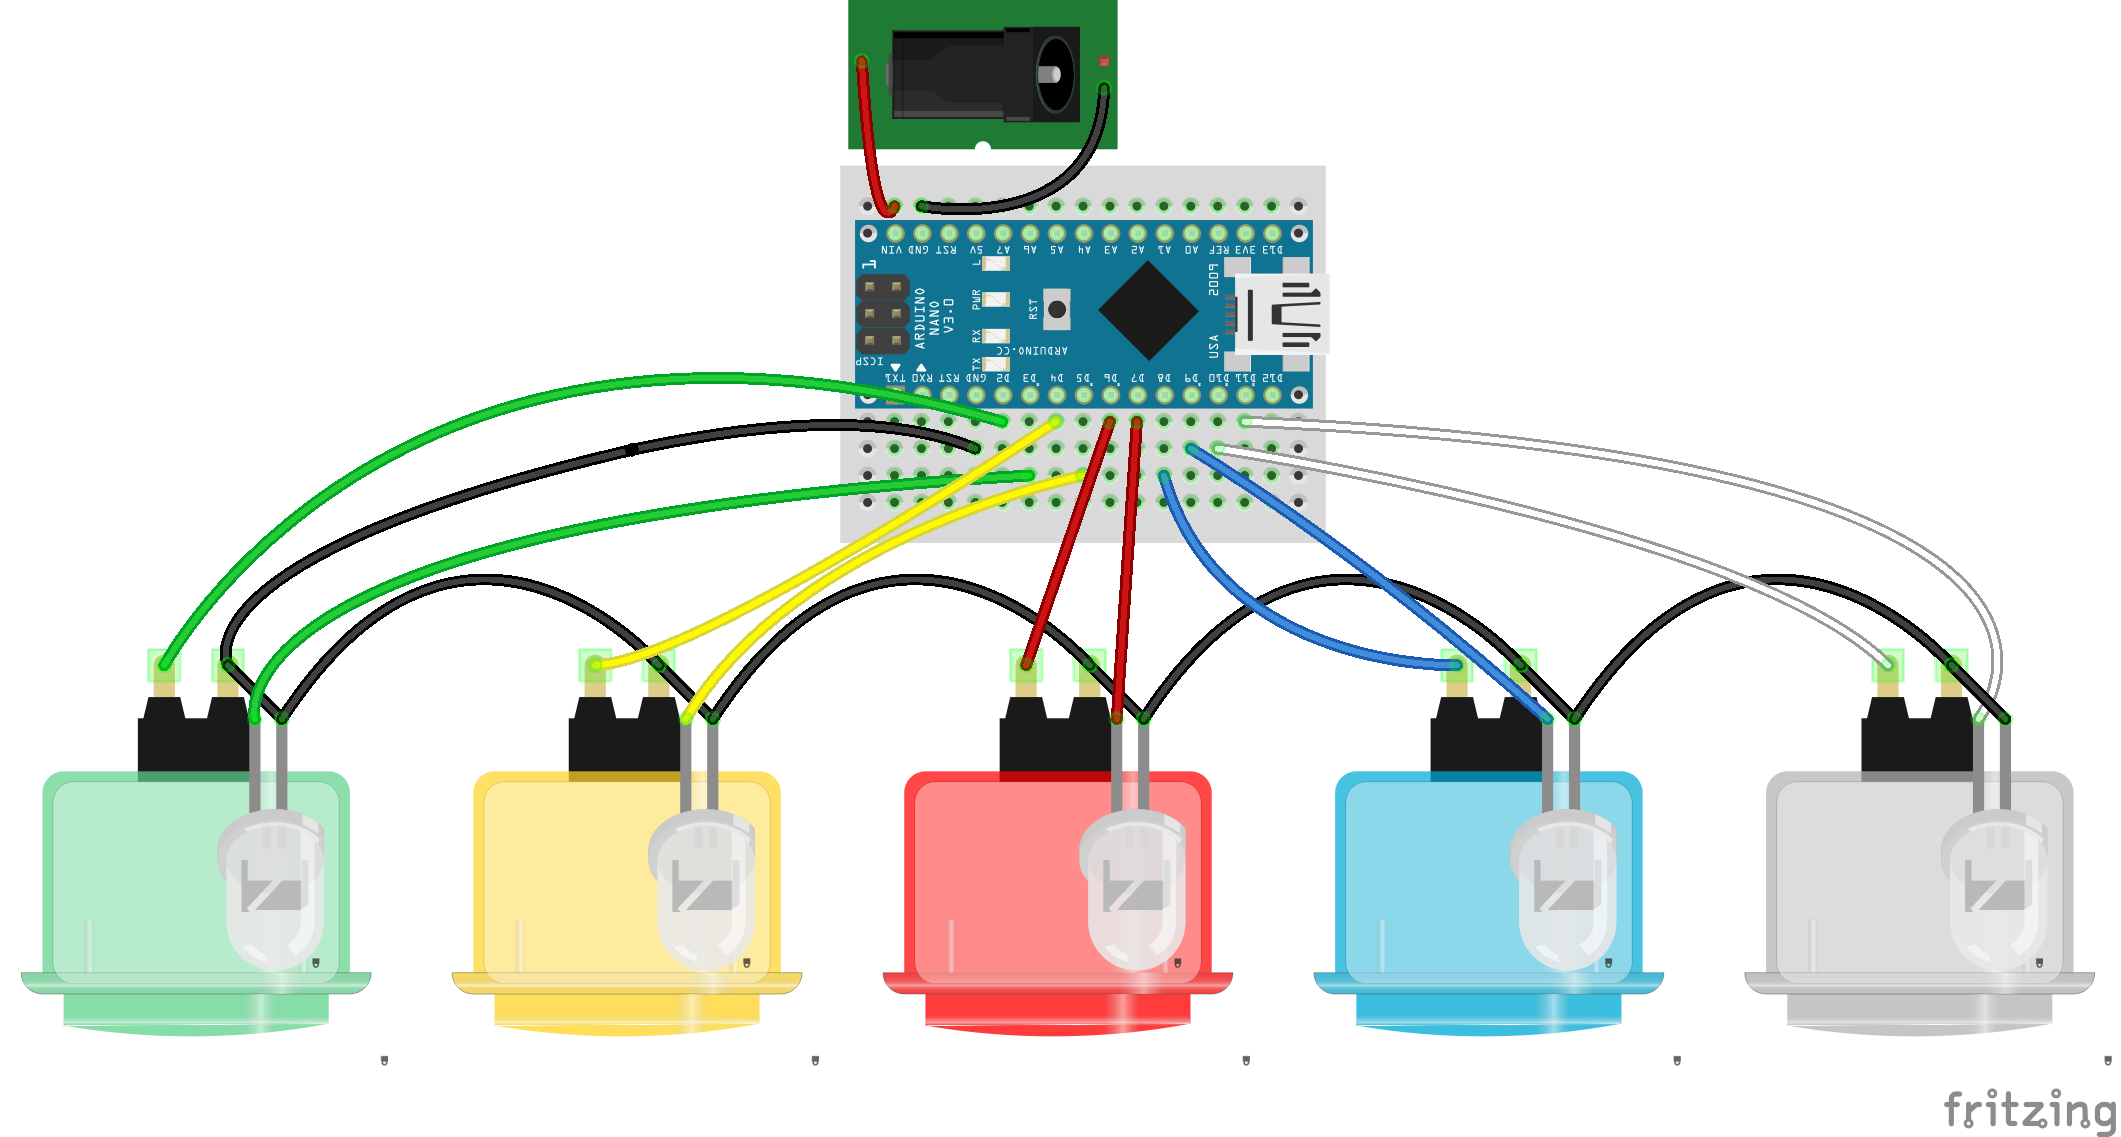 VIN GND RST 5V A7 A6 A5 A4 A3 A2 A1 A0 REF 3V3 D13
1
L
PWR
RX
TX
RST
ARDUINO
NANO
V3.0
ARDUINO.CC
ICSP
2009
USA
TX1 RX0 RST GND D2 D3 D4 D5 D6 D7 D8 D9 D10 D11 D12
fritzing